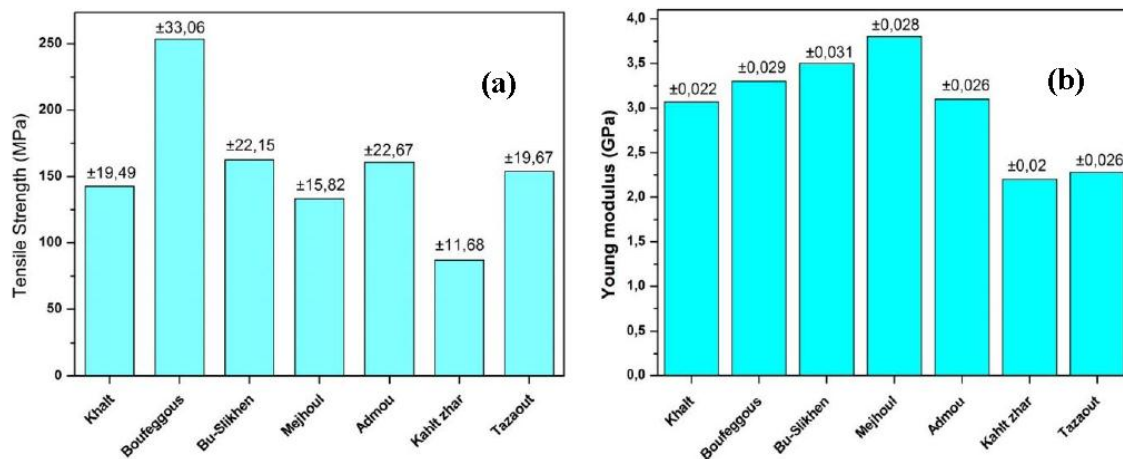 (a)
Tensile Strength (MPa)
250
200
150
100
50
0
±19,49
±33,06
±22,15
±15,82
±22,67
±11,68
±19,67
Khalt
Boufeggous
Bu-Slikhen
Mejhoul
Admou
Kahlt zhar
Tazaout
(b)
Young modulus (GPa)
4,0
3,5
3,0
2,5
2,0
1,5
1,0
0,5
0,0
±0,022
±0,029
±0,031
±0,028
±0,026
±0,02
±0,026
Khalt
Boufeggous
Bu-Slikhen
Mejhoul
Admou
Kahlt zhar
Tazaout